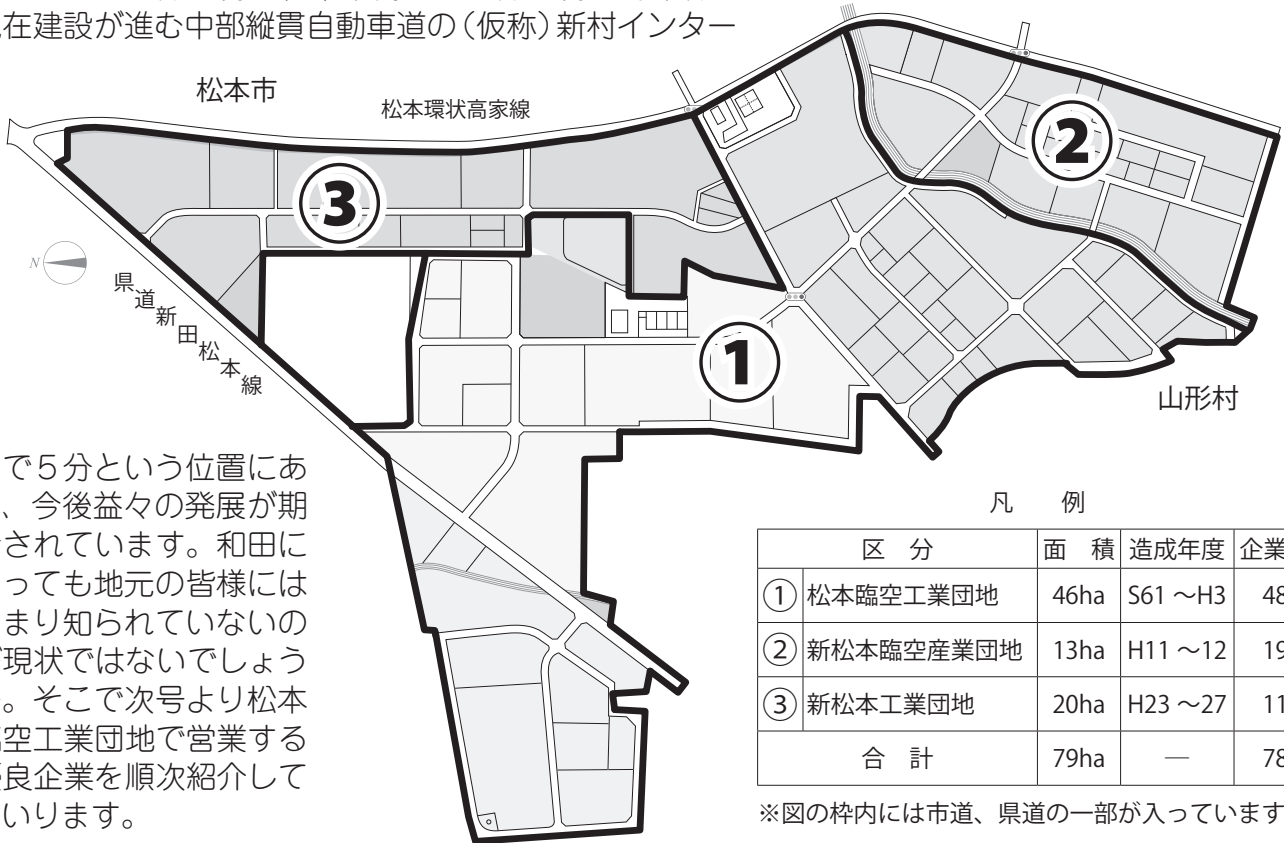 在建設が進む中部縦貫自動車道の(仮称)新村インター
松本市
松本環状高家線
②
③
N
県道新田松本線
①
山形村
で5分という位置にあ
、今後益々の発展が期
されています。和田に
っても地元の皆様には
まり知られていないの
現状ではないでしょう
。そこで次号より松本
空工業団地で営業する
良企業を順次紹介して
いります。
凡 例
区 分 面 積 造成年度 企業
① 松本臨空工業団地 46ha S61～H3 48
② 新松本臨空産業団地 13ha H11～12 19
③ 新松本工業団地 20ha H23～27 11
合 計 79ha ― 78
※図の枠内には市道、県道の一部が入っています